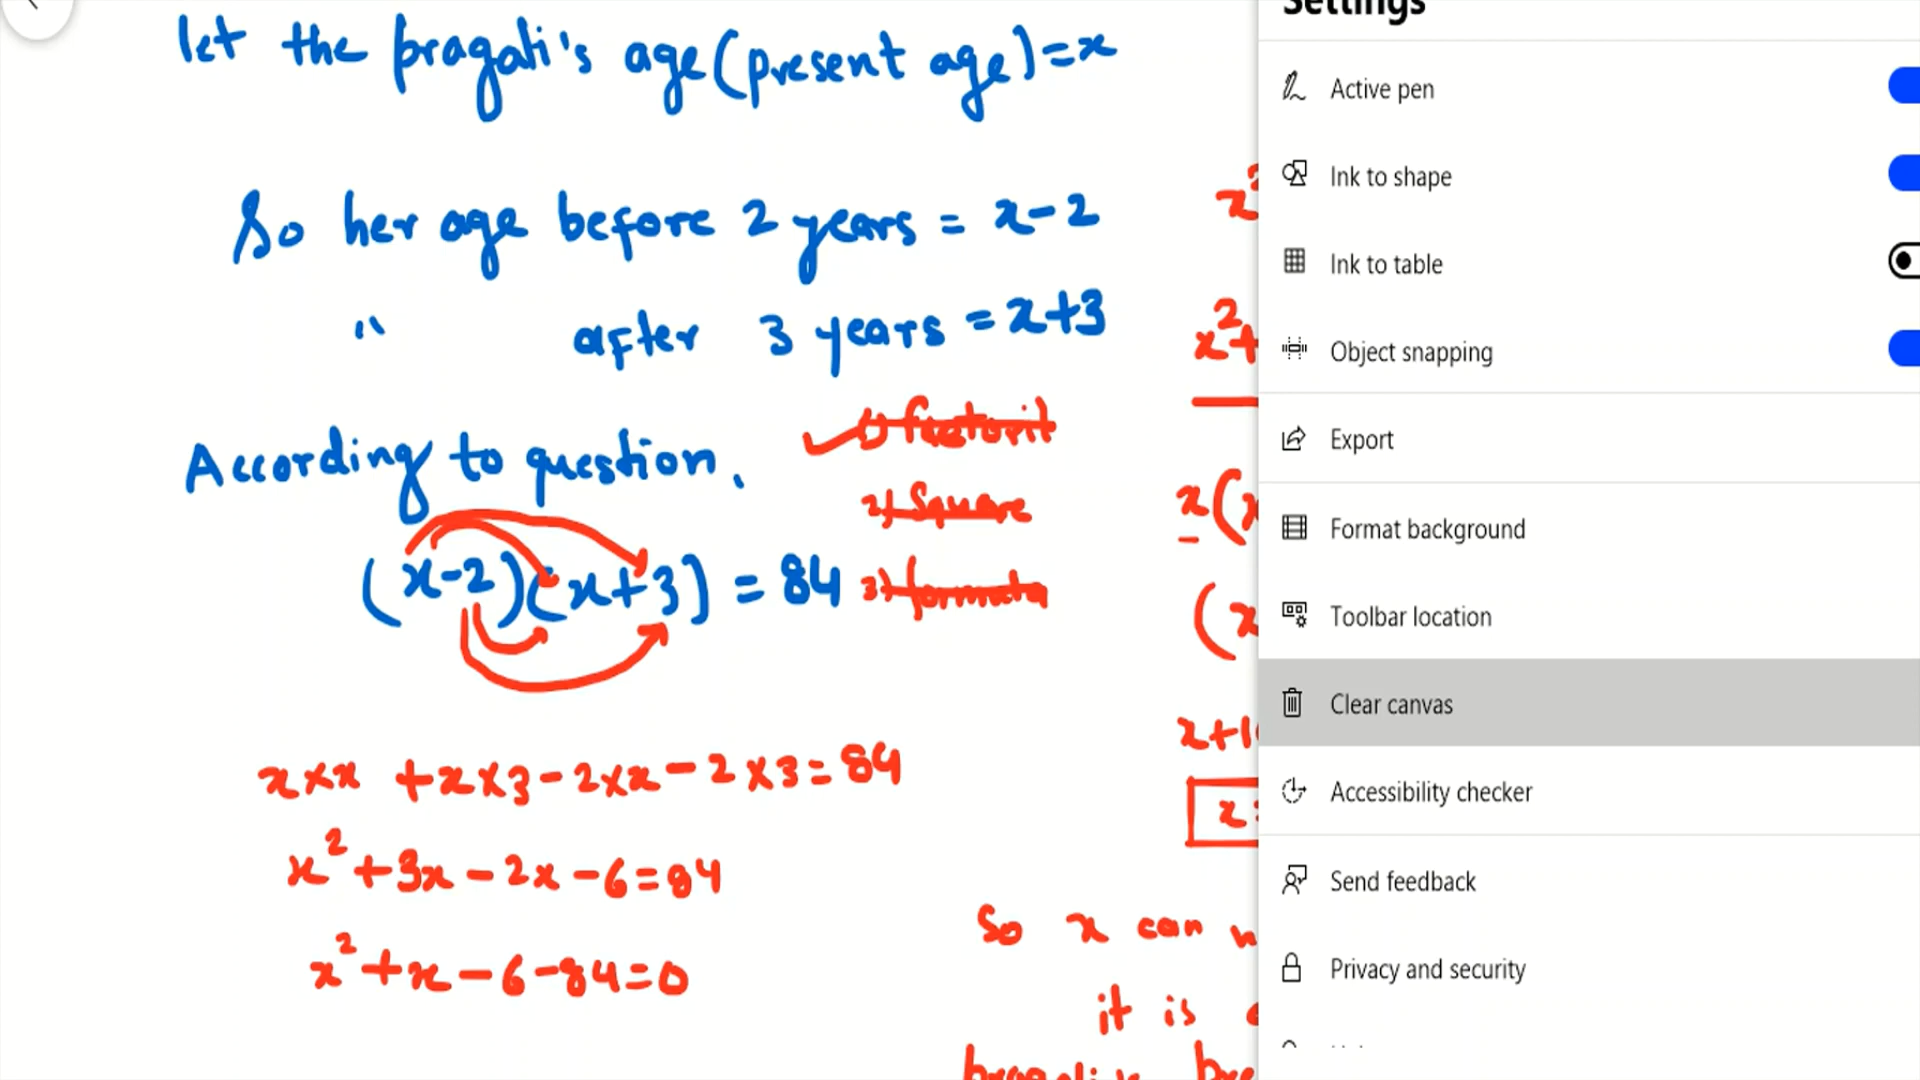 let the pragati's age (present age) = x
So her age before 2 years = x-2
" after 3 years = x+3
According to question,
(x-2)(x+3) = 84
1) factorit
2) Square
3) formula
x×x +x×3-2×x-2×3=84
x²+3x-2x-6=84
x²+x-6-84=0
x²
x²+
x(x
(x
x+1
x=
So x can
it is
Settings
Active pen
Ink to shape
Ink to table
Object snapping
Export
Format background
Toolbar location
Clear canvas
Accessibility checker
Send feedback
Privacy and security